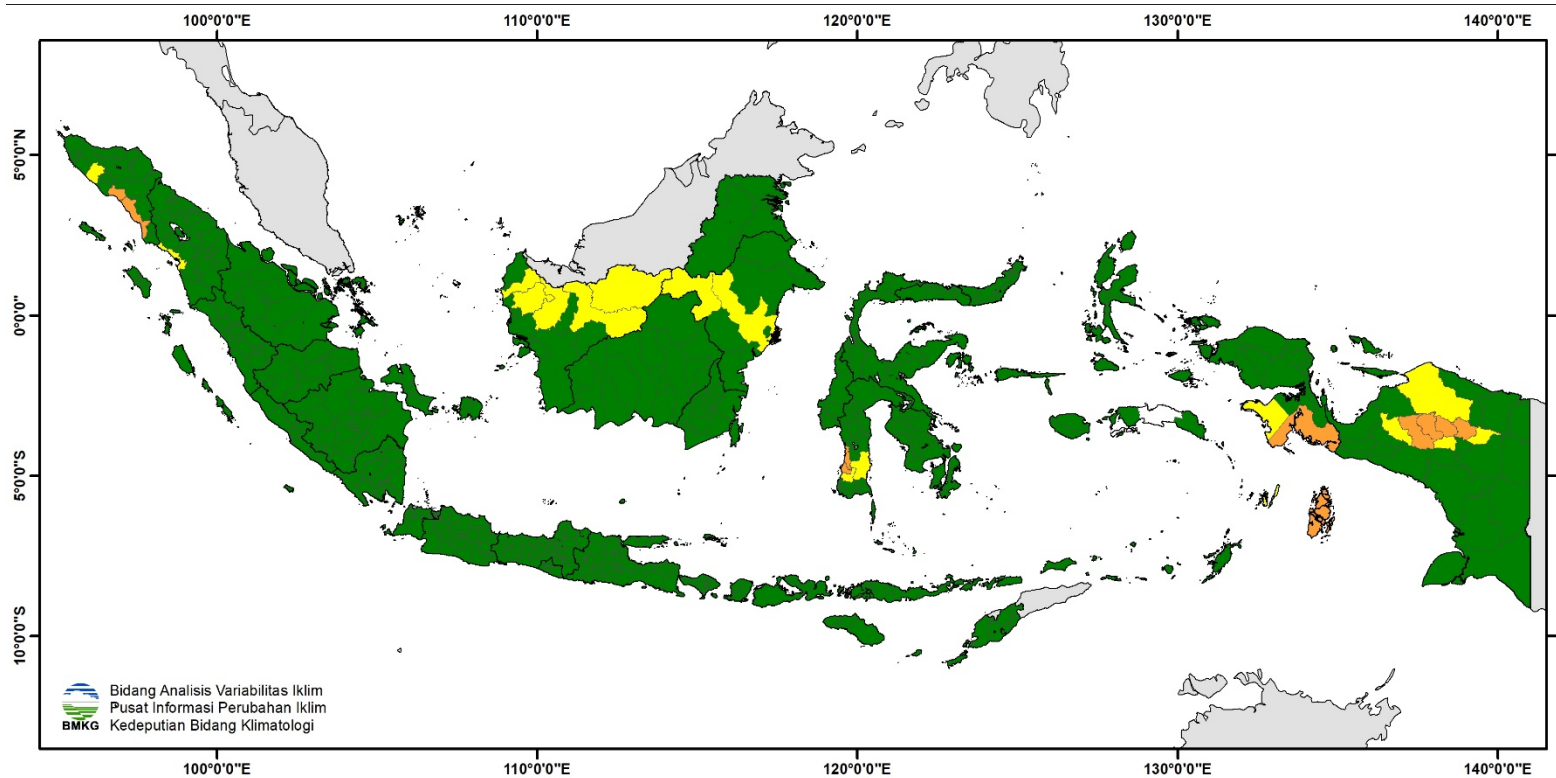 100°0'0"E 110°0'0"E 120°0'0"E 130°0'0"E 140°0'0"E
5°0'0"N
0°0'0"
5°0'0"S
10°0'0"S
Bidang Analisis Variabilitas Iklim
Pusat Informasi Perubahan Iklim
BMKG Kedeputian Bidang Klimatologi
100°0'0"E 110°0'0"E 120°0'0"E 130°0'0"E 140°0'0"E